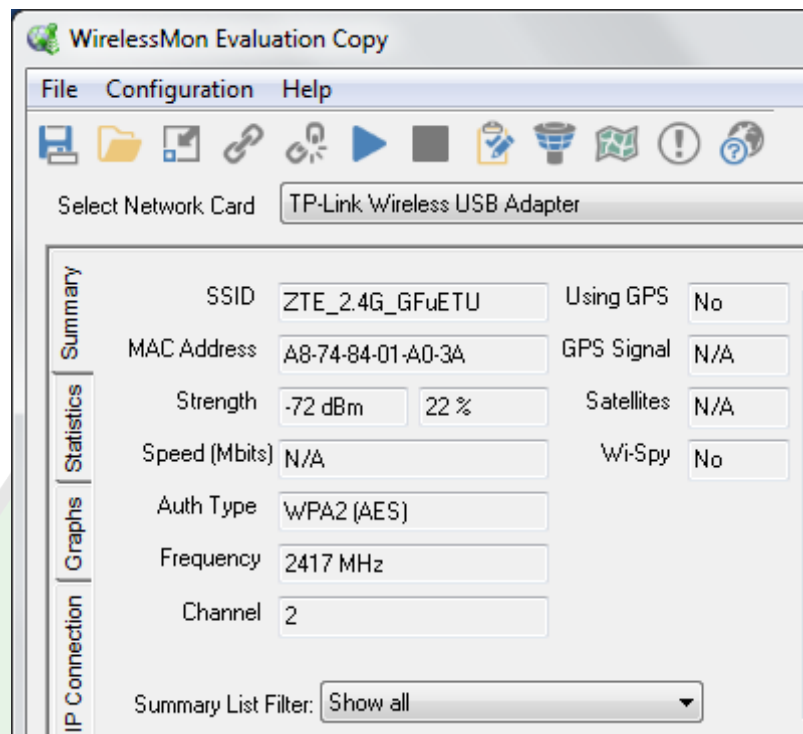 WirelessMon Evaluation Copy
File Configuration Help
Select Network Card TP-Link Wireless USB Adapter
Summary
Statistics
Graphs
IP Connection
SSID ZTE_2.4G_GFuETU Using GPS No
MAC Address A8-74-84-01-A0-3A GPS Signal N/A
Strength -72 dBm 22 % Satellites N/A
Speed (Mbits) N/A Wi-Spy No
Auth Type WPA2 (AES)
Frequency 2417 MHz
Channel 2
Summary List Filter: Show all